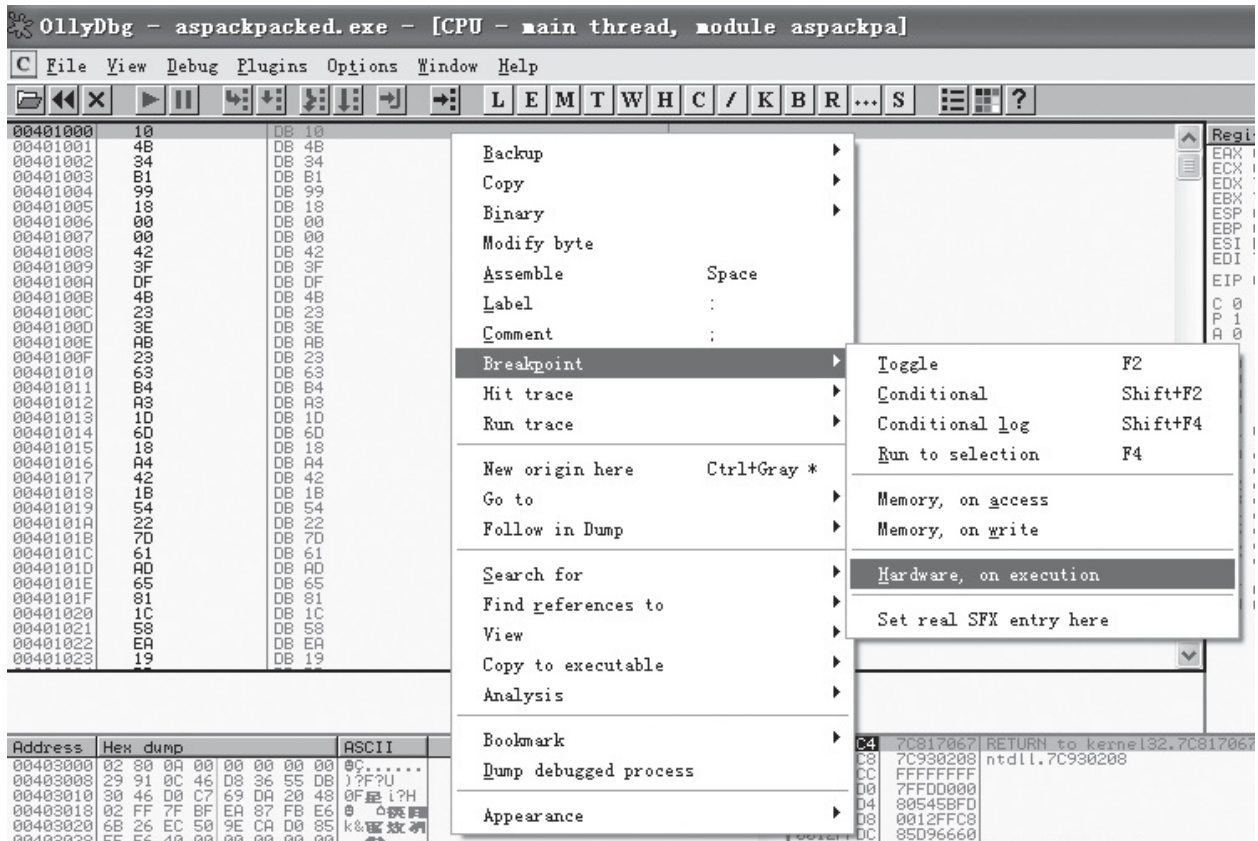 OllyDbg - aspackpacked.exe - [CPU - main thread, module aspackpa]
C File View Debug Plugins Options Window Help
L E M T W H C / K B R ... S ?
00401000 10 DB 10
00401001 4B DB 4B
00401002 34 DB 34
00401003 B1 DB B1
00401004 99 DB 99
00401005 18 DB 18
00401006 00 DB 00
00401007 00 DB 00
00401008 42 DB 42
00401009 3F DB 3F
0040100A DF DB DF
0040100B 4B DB 4B
0040100C 23 DB 23
0040100D 3E DB 3E
0040100E AB DB AB
0040100F 23 DB 23
00401010 63 DB 63
00401011 B4 DB B4
00401012 A3 DB A3
00401013 1D DB 1D
00401014 6D DB 6D
00401015 18 DB 18
00401016 A4 DB A4
00401017 42 DB 42
00401018 1B DB 1B
00401019 54 DB 54
0040101A 22 DB 22
0040101B 7D DB 7D
0040101C 61 DB 61
0040101D AD DB AD
0040101E 65 DB 65
0040101F 81 DB 81
00401020 1C DB 1C
00401021 58 DB 58
00401022 EA DB EA
00401023 19 DB 19
Backup
Copy
Binary
Modify byte
Assemble Space
Label :
Comment ;
Breakpoint
Hit trace
Run trace
New origin here Ctrl+Gray *
Go to
Follow in Dump
Search for
Find references to
View
Copy to executable
Analysis
Bookmark
Dump debugged process
Appearance
Toggle F2
Conditional Shift+F2
Conditional log Shift+F4
Run to selection F4
Memory, on access
Memory, on write
Hardware, on execution
Set real SFX entry here
Regi
EAX
ECX
EDX
EBX
ESP
EBP
ESI
EDI
EIP
C 0
P 1
A 0
Address Hex dump ASCII
00403000 02 80 0A 00 00 00 00 00
00403008 29 91 0C 46 D8 36 55 DB )?F?U
00403010 30 46 D0 C7 69 DA 20 48
00403018 02 FF 7F BF EA 87 FB E6
00403020 6B 26 EC 50 9E CA D0 85
C4 7C817067 RETURN to kernel32.7C817067
C8 7C930208 ntdll.7C930208
CC FFFFFFFF
D0 7FFDD000
D4 80545BFD
D8 0012FFC8
DC 85D96660